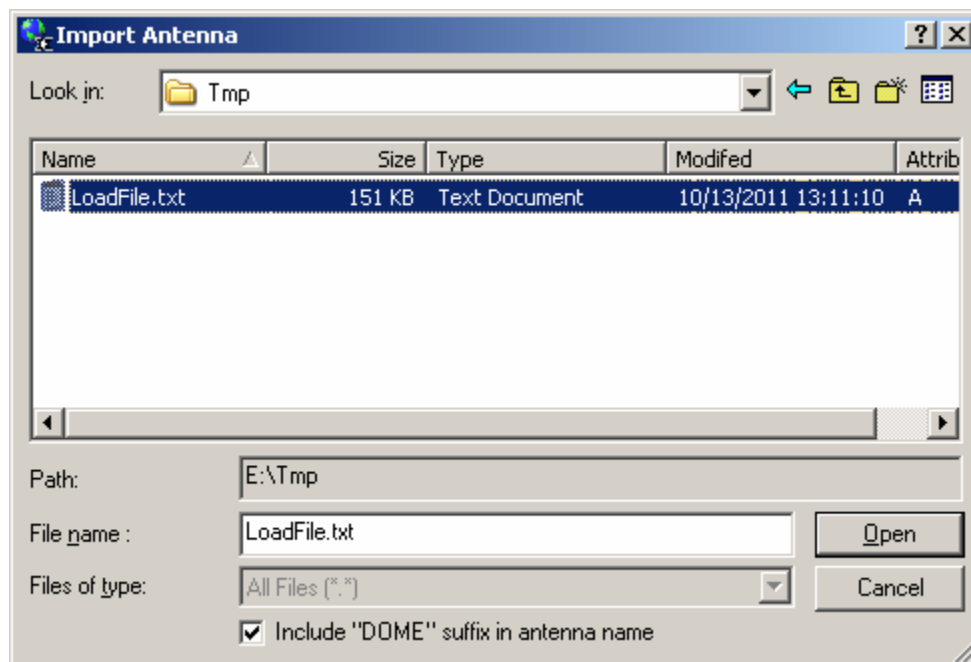 Import Antenna
Look in: Tmp
Name Size Type Modifed Attrib
LoadFile.txt 151 KB Text Document 10/13/2011 13:11:10 A
Path: E:\Tmp
File name : LoadFile.txt Open
Files of type: All Files (*.*) Cancel
Include "DOME" suffix in antenna name